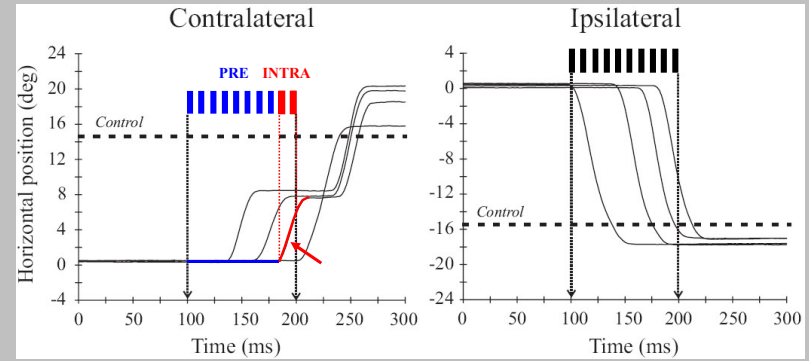 Contralateral
Horizontal position (deg)
24
20
16
12
8
4
0
-4
PRE INTRA
Control
0 50 100 150 200 250 300
Time (ms)
Ipsilateral
4
0
-4
-8
-12
-16
-20
-24
Control
0 50 100 150 200 250 300
Time (ms)